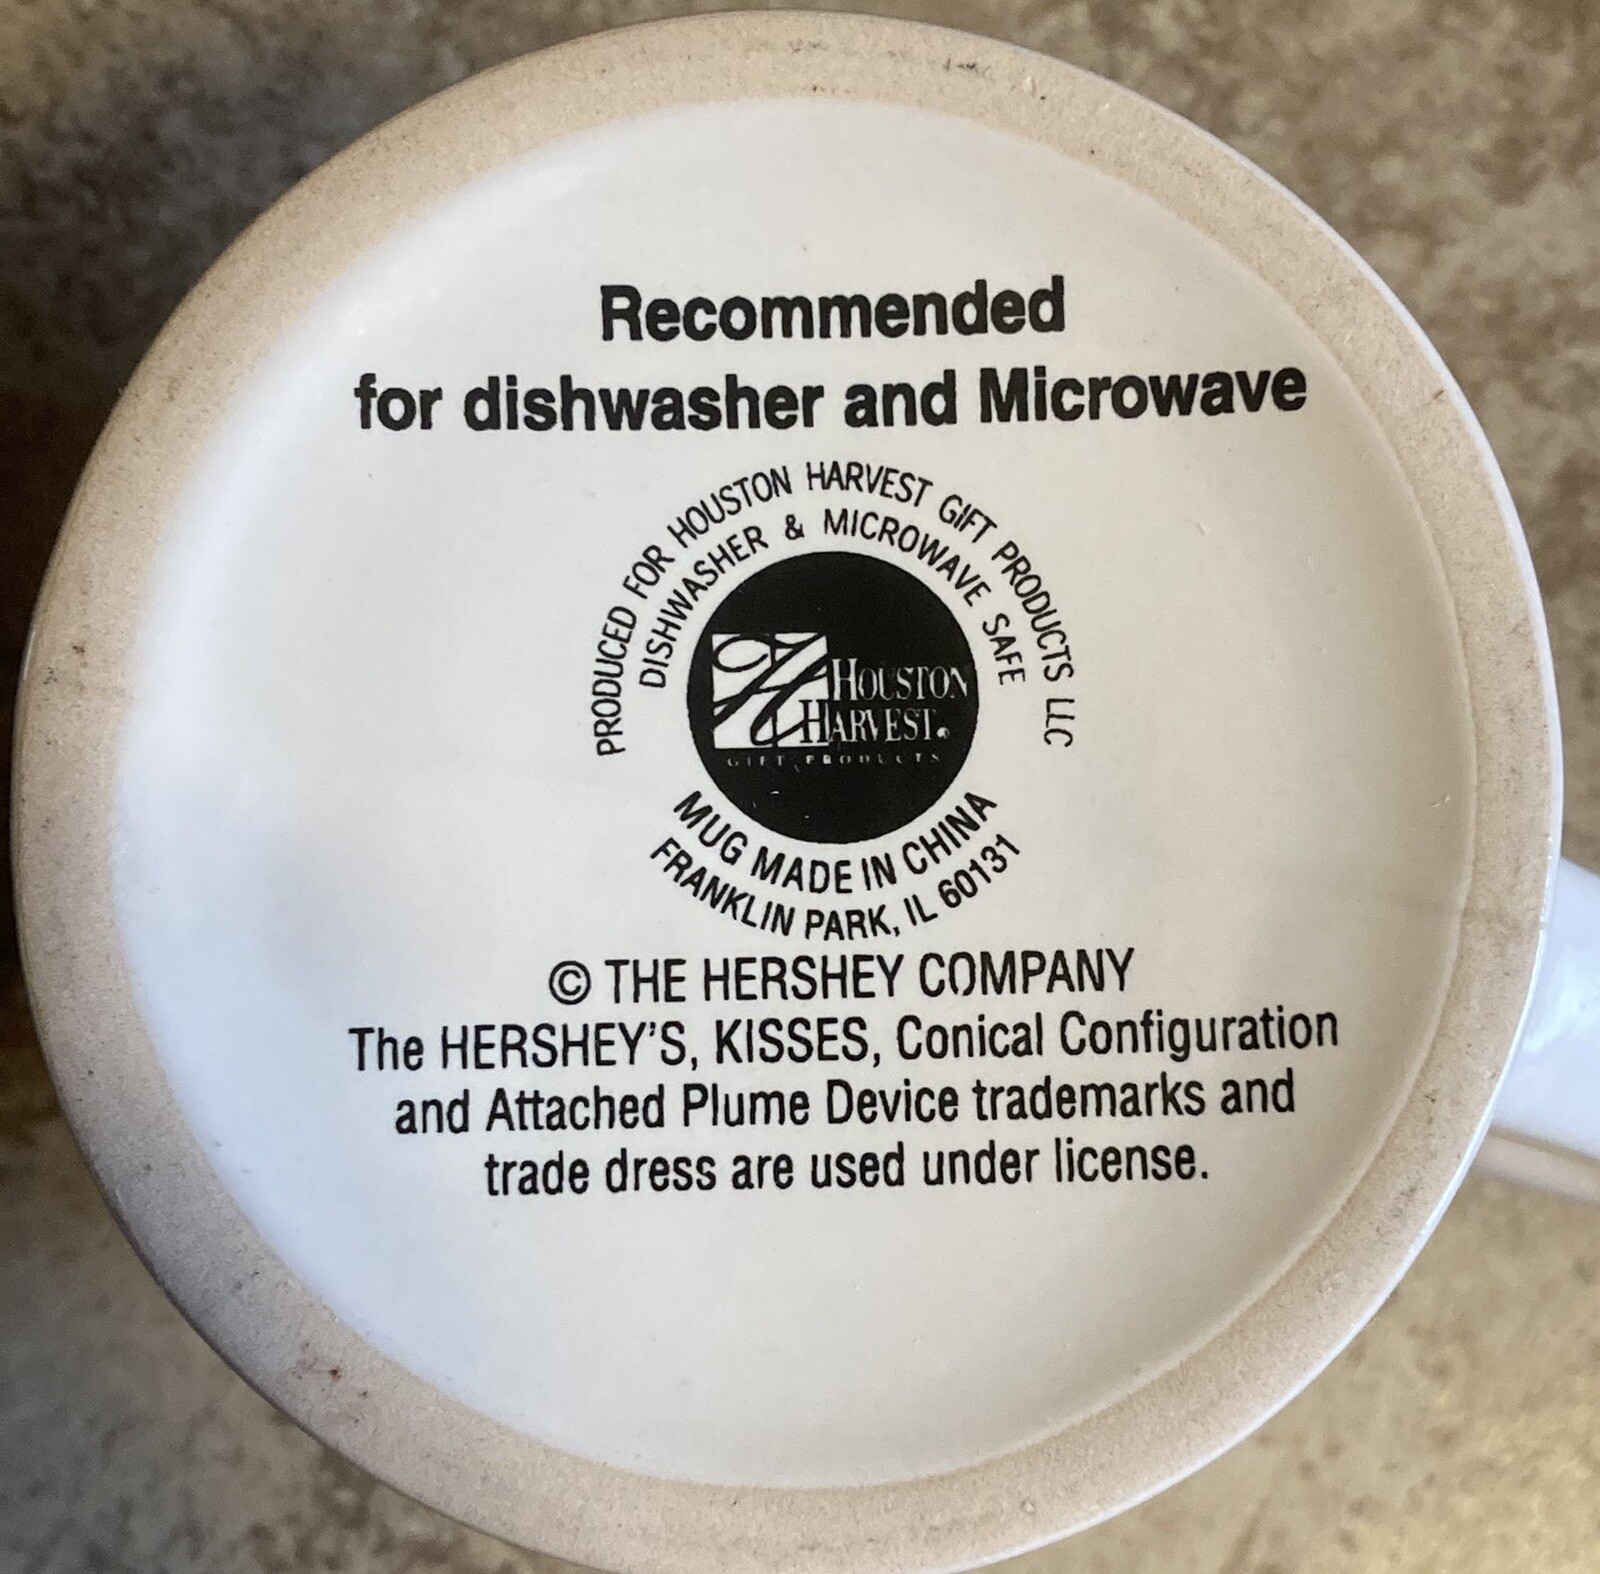 Recommended
for dishwasher and Microwave
PRODUCED FOR HOUSTON HARVEST GIFT PRODUCTS LLC
DISHWASHER & MICROWAVE SAFE
HOUSTON
HARVEST®
GIFT PRODUCTS
MUG MADE IN CHINA
FRANKLIN PARK, IL 60131
© THE HERSHEY COMPANY
The HERSHEY'S, KISSES, Conical Configuration
and Attached Plume Device trademarks and
trade dress are used under license.